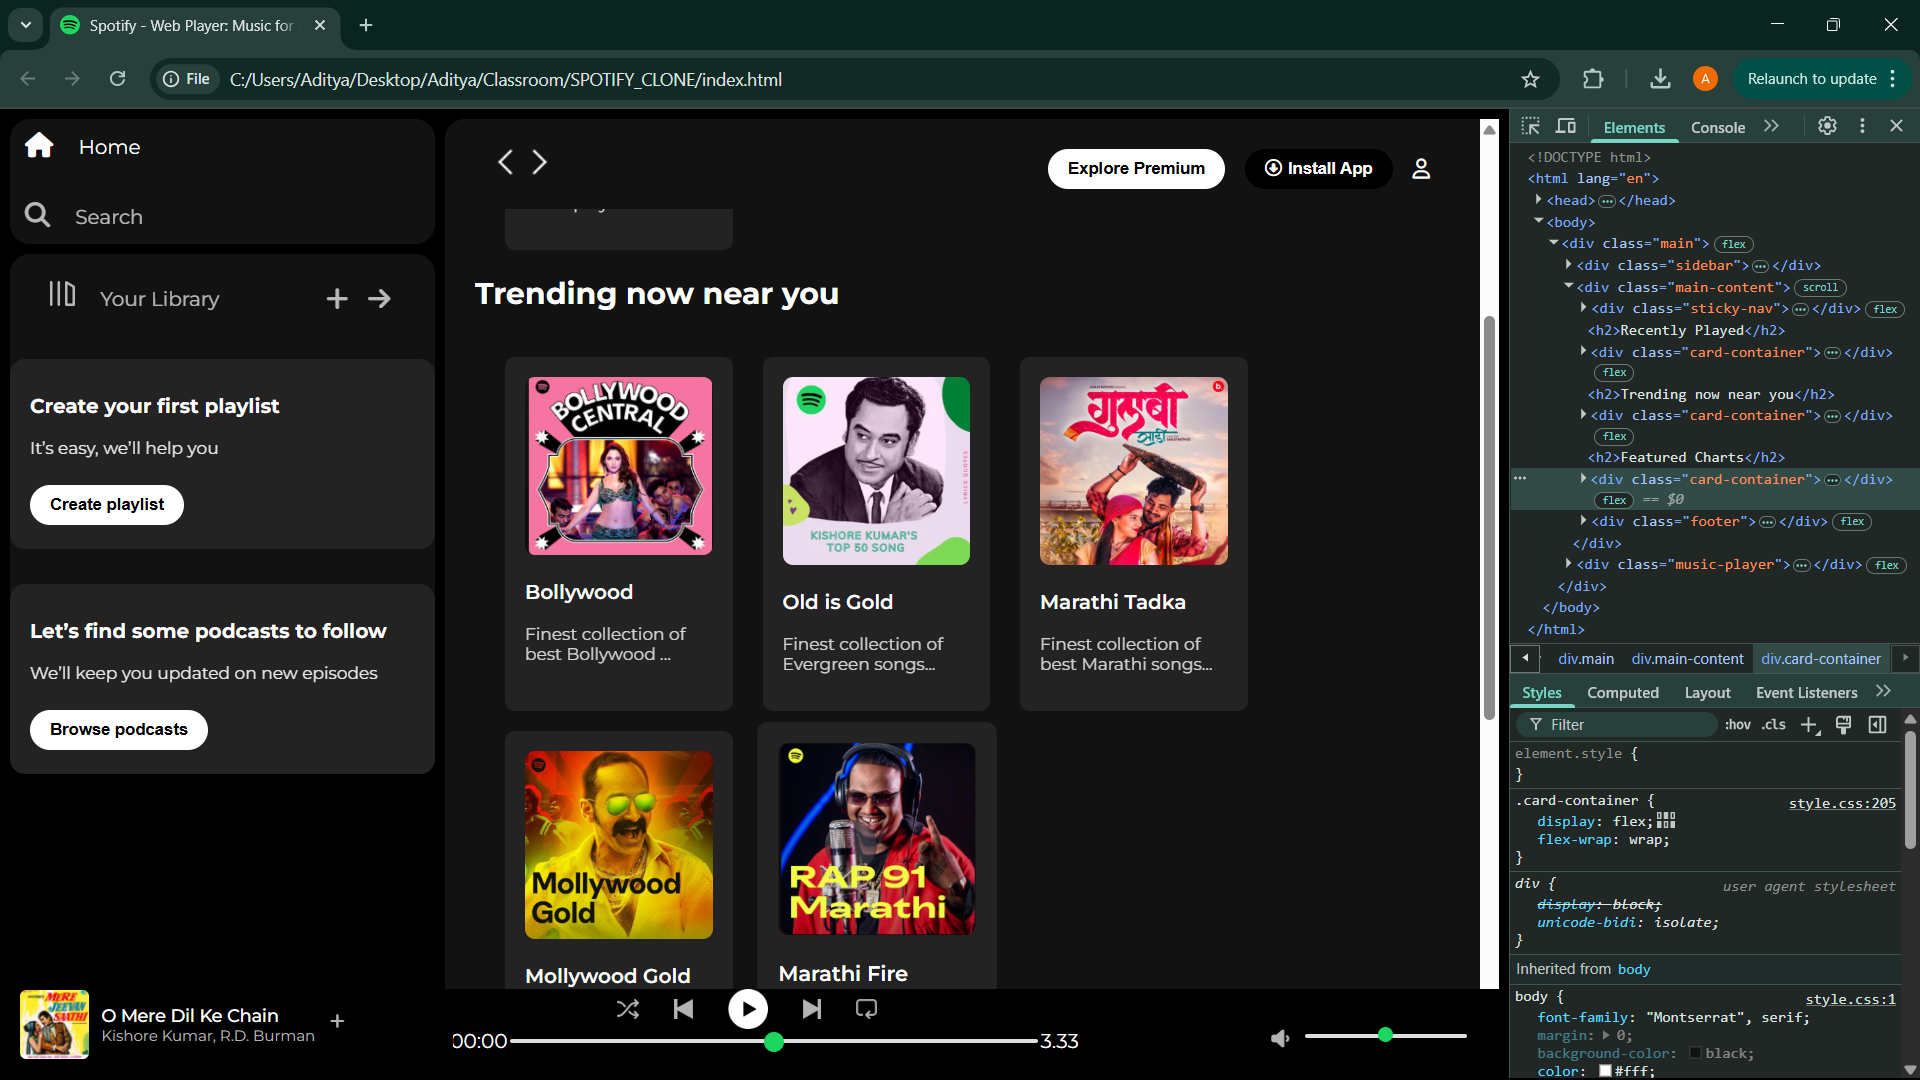 Spotify - Web Player: Music for
File
C:/Users/Aditya/Desktop/Aditya/Classroom/SPOTIFY_CLONE/index.html
A
Relaunch to update
Home
Search
Your Library
Create your first playlist
It's easy, we'll help you
Create playlist
Let's find some podcasts to follow
We'll keep you updated on new episodes
Browse podcasts
Explore Premium
Install App
Trending now near you
BOLLYWOOD
CENTRAL
Bollywood
Finest collection of
best Bollywood ...
LYRICS QUOTES
KISHORE KUMAR'S
TOP 50 SONG
Old is Gold
Finest collection of
Evergreen songs...
गुलाबी
साडी
Marathi Tadka
Finest collection of
best Marathi songs...
Mollywood
Gold
Mollywood Gold
RAP 91
Marathi
Marathi Fire
MERE
JEEVAN
SAATHI
O Mere Dil Ke Chain
Kishore Kumar, R.D. Burman
00:00
3.33
Elements
Console
<!DOCTYPE html>
<html lang="en">
<head> ... </head>
<body>
<div class="main"> flex
<div class="sidebar"> ... </div>
<div class="main-content"> scroll
<div class="sticky-nav"> ... </div> flex
<h2>Recently Played</h2>
<div class="card-container"> ... </div>
flex
<h2>Trending now near you</h2>
<div class="card-container"> ... </div>
flex
<h2>Featured Charts</h2>
<div class="card-container"> ... </div>
flex == $0
<div class="footer"> ... </div> flex
</div>
<div class="music-player"> ... </div> flex
</div>
</body>
</html>
div.main div.main-content div.card-container
Styles Computed Layout Event Listeners
Filter :hov .cls
element.style {
}
.card-container { style.css:205
display: flex;
flex-wrap: wrap;
}
div { user agent stylesheet
display: block;
unicode-bidi: isolate;
}
Inherited from body
body { style.css:1
font-family: "Montserrat", serif;
margin: 0;
background-color: black;
color: #fff;